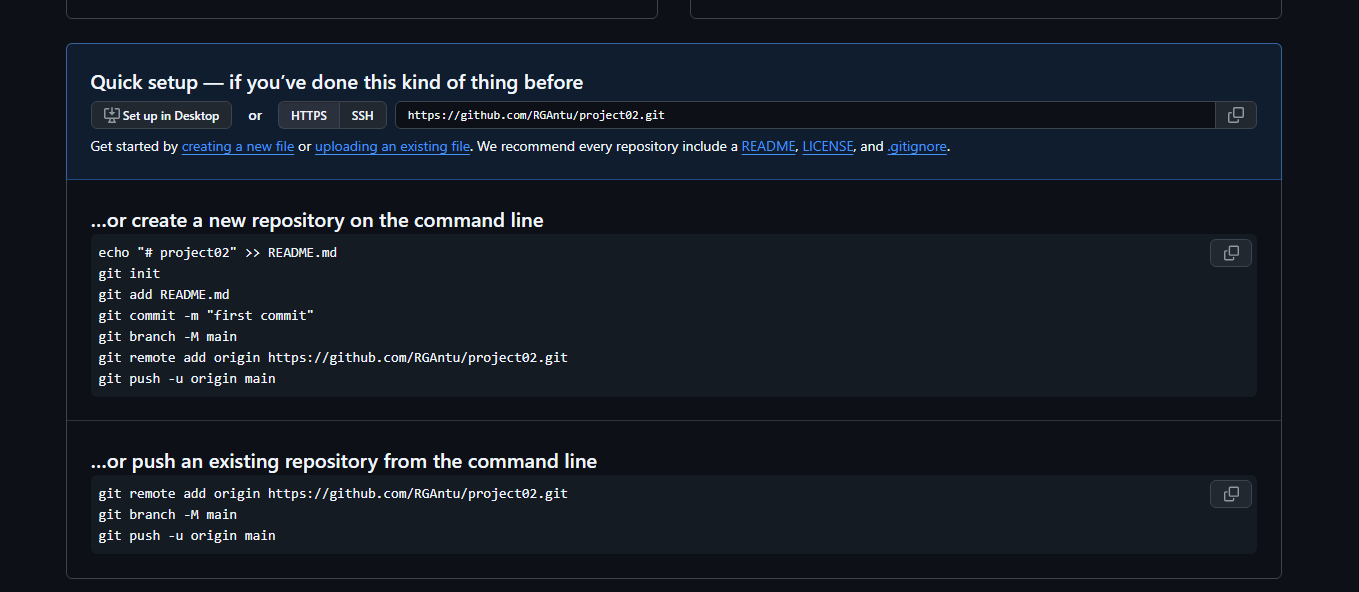 Quick setup — if you’ve done this kind of thing before
Set up in Desktop or HTTPS SSH https://github.com/RGAntu/project02.git
Get started by creating a new file or uploading an existing file. We recommend every repository include a README, LICENSE, and .gitignore.
…or create a new repository on the command line
echo "# project02" >> README.md
git init
git add README.md
git commit -m "first commit"
git branch -M main
git remote add origin https://github.com/RGAntu/project02.git
git push -u origin main
…or push an existing repository from the command line
git remote add origin https://github.com/RGAntu/project02.git
git branch -M main
git push -u origin main